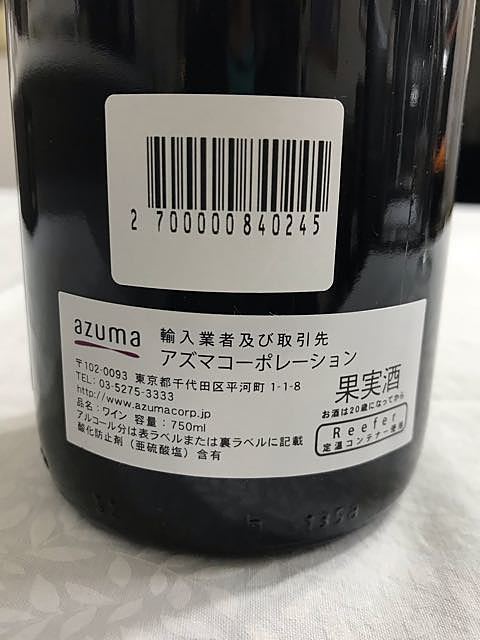 2 700000 840245
azuma
輸入業者及び取引先
アズマコーポレーション
〒102-0093 東京都千代田区平河町 1-1-8
TEL: 03-5275-3333
http://www.azumacorp.jp
品名：ワイン 容量：750ml
アルコール分は表ラベルまたは裏ラベルに記載
酸化防止剤（亜硫酸塩）含有
果実酒
お酒は20歳になってから
Reefer
定温コンテナー使用